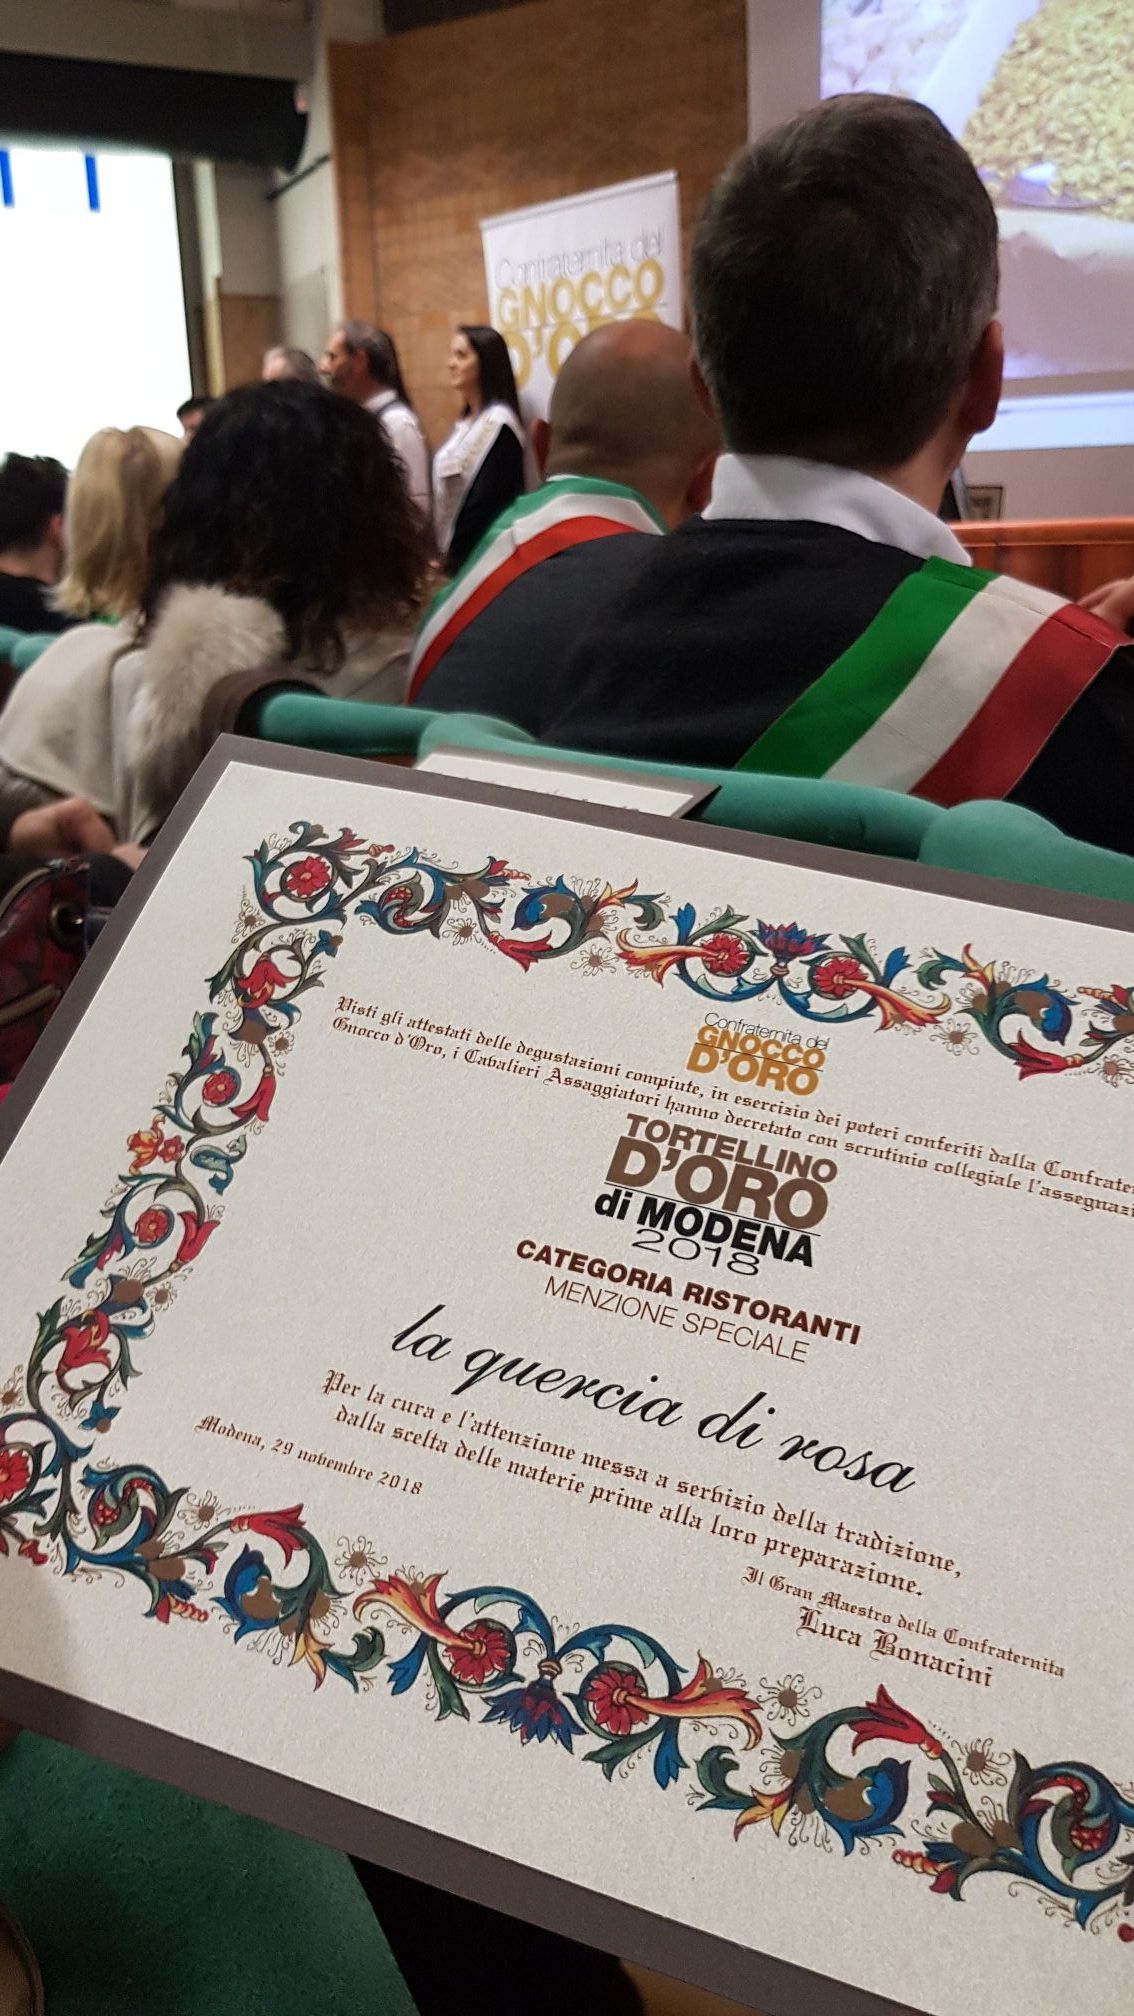 Confraternita del
GNOCCO
D'O
Confraternita del
GNOCCO
D'ORO
Visti gli attestati delle degustazioni compiute, in esercizio dei poteri conferiti dalla
Gnocco d'Oro, i Cavalieri Assaggiatori hanno decretato con scrutinio collegiale
TORTELLINO
D'ORO
di MODENA
2018
CATEGORIA RISTORANTI
MENZIONE SPECIALE
la quercia di rosa
Per la cura e l'attenzione messa a servizio della tradizione,
dalla scelta delle materie prime alla loro preparazione.
Modena, 29 novembre 2018
Il Gran Maestro della Confraternita
Luca Bonacini